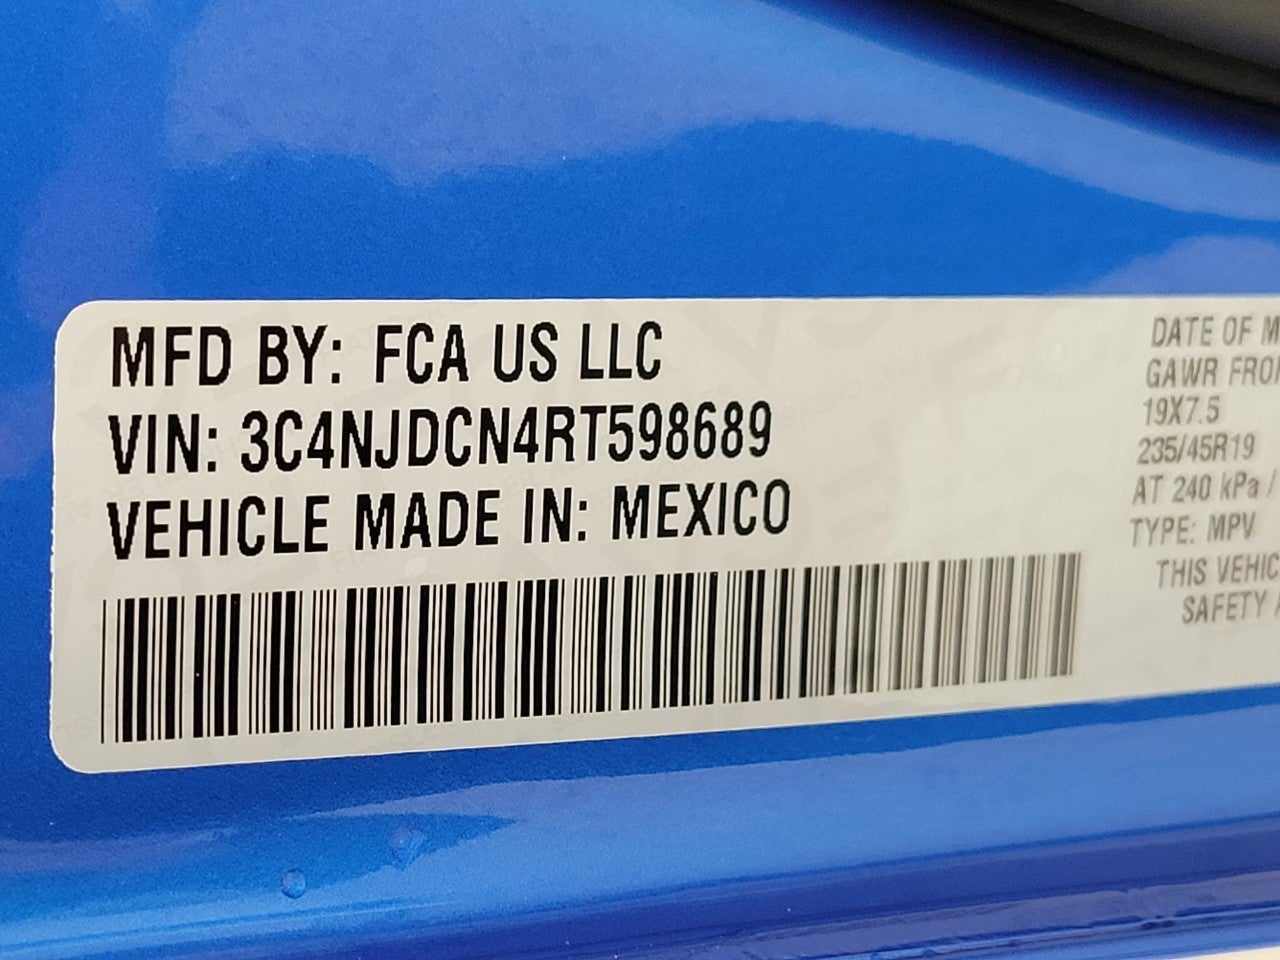 MFD BY: FCA US LLC
VIN: 3C4NJDCN4RT598689
VEHICLE MADE IN: MEXICO
DATE OF M
GAWR FRON
19X7.5
235/45R19
AT 240 kPa /
TYPE: MPV
THIS VEHIC
SAFETY A